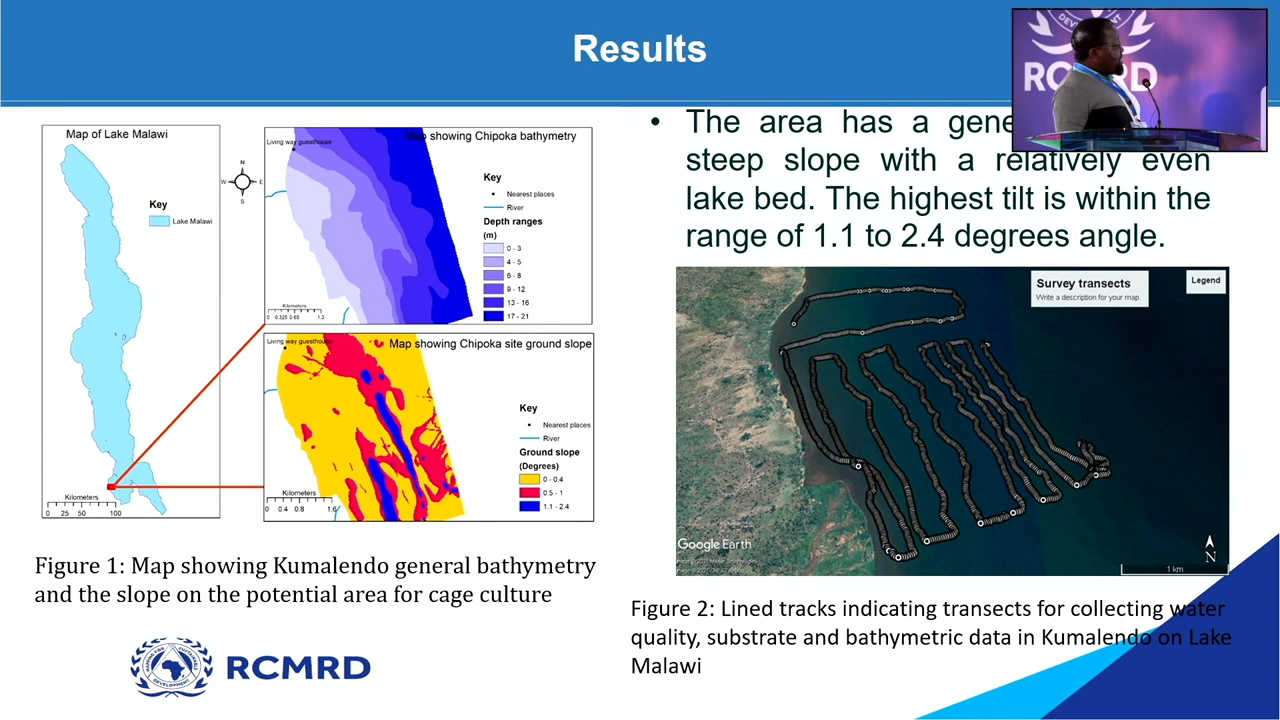 Results
RCMRD
Map of Lake Malawi
Key
Lake Malawi
Kilometers
0 25 50 100
N
W E
S
Map showing Chipoka bathymetry
Living way guesthouse
Key
Nearest places
River
Depth ranges
(m)
0 - 3
4 - 5
6 - 8
9 - 12
13 - 16
17 - 21
Kilometers
0 0.325 0.65 1.3
Map showing Chipoka site ground slope
Living way guesthouse
Key
Nearest places
River
Ground slope
(Degrees)
0 - 0.4
0.5 - 1
1.1 - 2.4
Kilometers
0 0.4 0.8 1.6
Figure 1: Map showing Kumalendo general bathymetry
and the slope on the potential area for cage culture
RCMRD
• The area has a gene
steep slope with a relatively even
lake bed. The highest tilt is within the
range of 1.1 to 2.4 degrees angle.
Survey transects
Write a description for your map.
Legend
Google Earth
N
1 km
Figure 2: Lined tracks indicating transects for collecting water
quality, substrate and bathymetric data in Kumalendo on Lake
Malawi